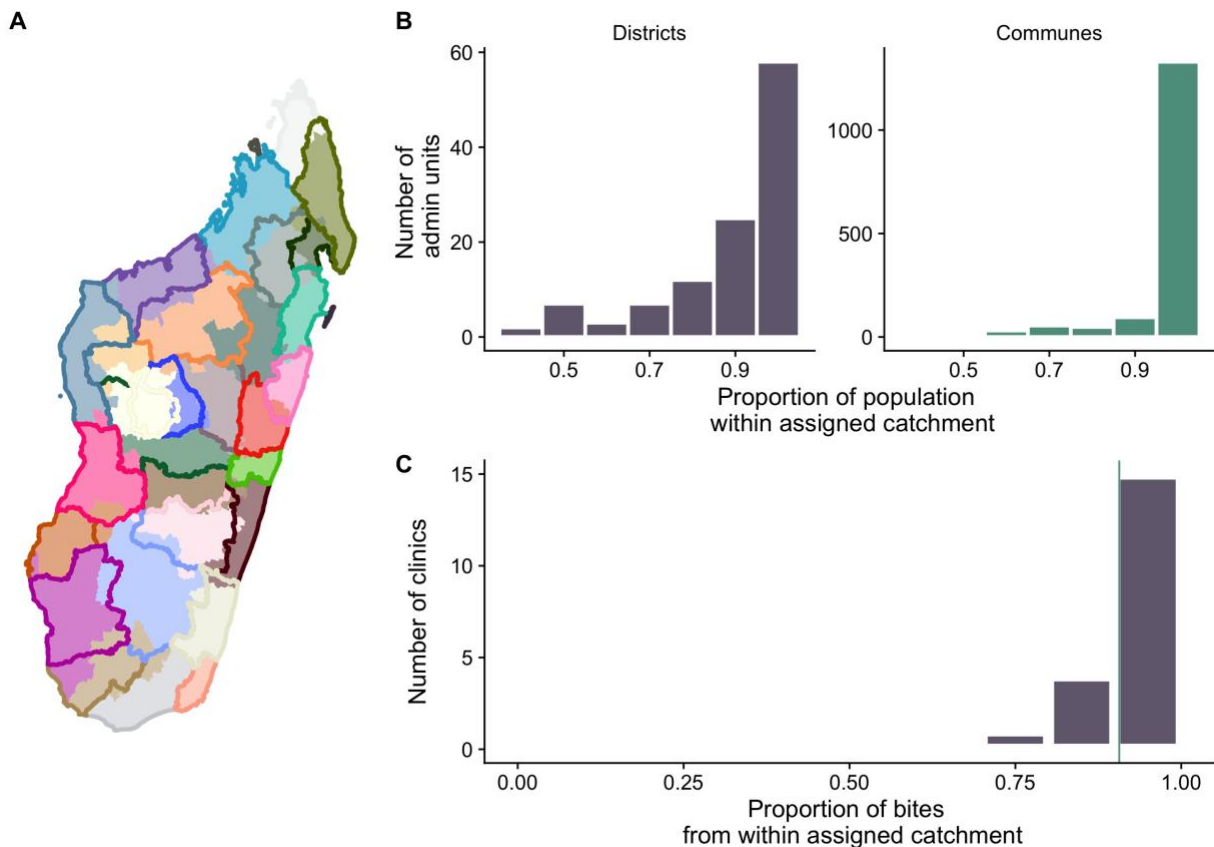 A
B
Districts
Communes
Number of
admin units
60
40
20
0
1000
500
0
0.5 0.7 0.9
0.5 0.7 0.9
Proportion of population
within assigned catchment
C
Number of clinics
15
10
5
0
0.00 0.25 0.50 0.75 1.00
Proportion of bites
from within assigned catchment